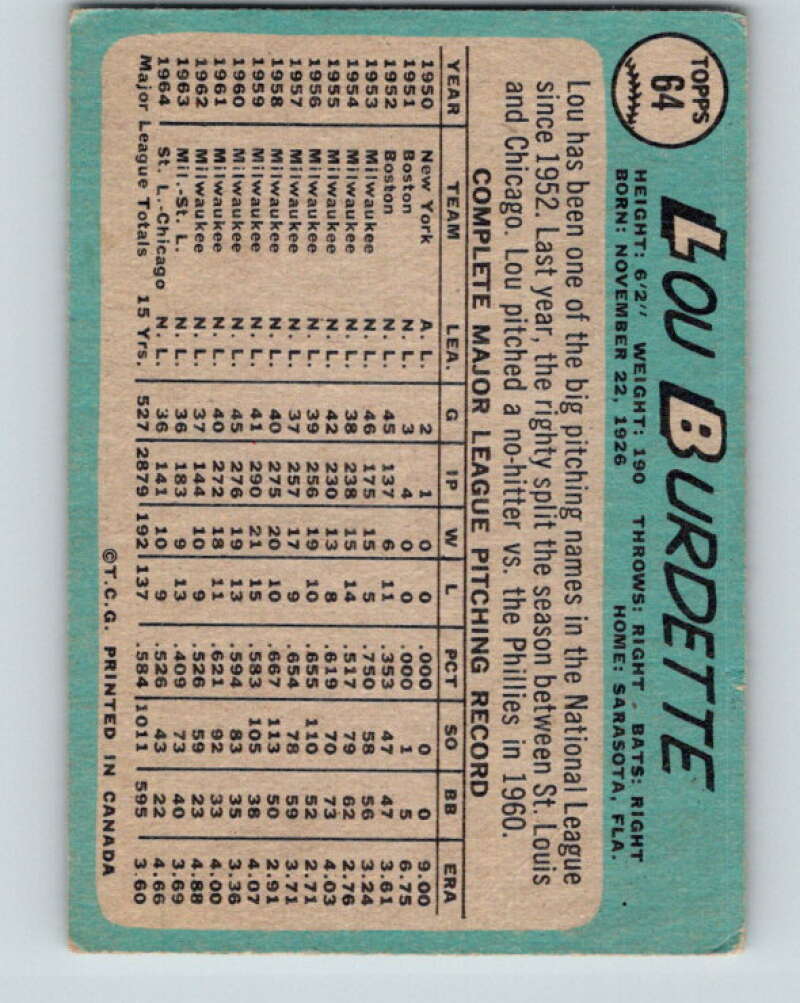 TOPPS
64
LOU BURDETTE
HEIGHT: 6'2" WEIGHT: 190 THROWS: RIGHT BATS: RIGHT
BORN: NOVEMBER 22, 1926 HOME: SARASOTA, FLA.
Lou has been one of the big pitching names in the National League
since 1952. Last year, the righty split the season between St. Louis
and Chicago. Lou pitched a no-hitter vs. the Phillies in 1960.
COMPLETE MAJOR LEAGUE PITCHING RECORD
YEAR TEAM LEA. G IP W L PCT SO BB ERA
1950 New York A. L. 2 1 0 0 .000 0 0 9.00
1951 Boston N. L. 3 4 0 0 .000 1 5 6.75
1952 Boston N. L. 45 137 6 11 .353 47 47 3.61
1953 Milwaukee N. L. 46 175 15 5 .750 58 56 3.24
1954 Milwaukee N. L. 38 238 15 14 .517 79 62 2.76
1955 Milwaukee N. L. 42 230 13 8 .619 70 73 4.03
1956 Milwaukee N. L. 39 256 19 10 .655 110 52 2.71
1957 Milwaukee N. L. 37 257 17 9 .654 78 59 3.71
1958 Milwaukee N. L. 40 275 20 10 .667 113 50 2.91
1959 Milwaukee N. L. 41 290 21 15 .583 105 38 4.07
1960 Milwaukee N. L. 45 276 19 13 .594 83 35 3.36
1961 Milwaukee N. L. 40 272 18 11 .621 92 33 4.00
1962 Milwaukee N. L. 37 144 10 9 .526 59 23 4.88
1963 Mil.-St. L. N. L. 36 183 9 13 .409 73 40 3.69
1964 St. L.-Chicago N. L. 36 141 10 9 .526 43 22 4.66
Major League Totals 15 Yrs. 527 2879 192 137 .584 1011 595 3.60
©T.C.G. PRINTED IN CANADA